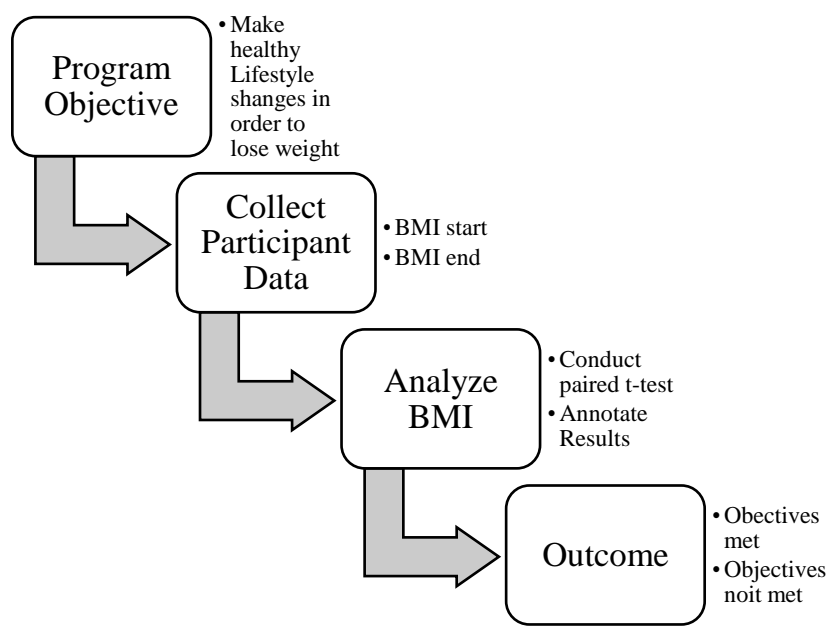 Program
Objective
• Make
healthy
Lifestyle
shanges in
order to
lose weight
Collect
Participant
Data
• BMI start
• BMI end
Analyze
BMI
• Conduct
paired t-test
• Annotate
Results
Outcome
• Obectives
met
• Objectives
noit met